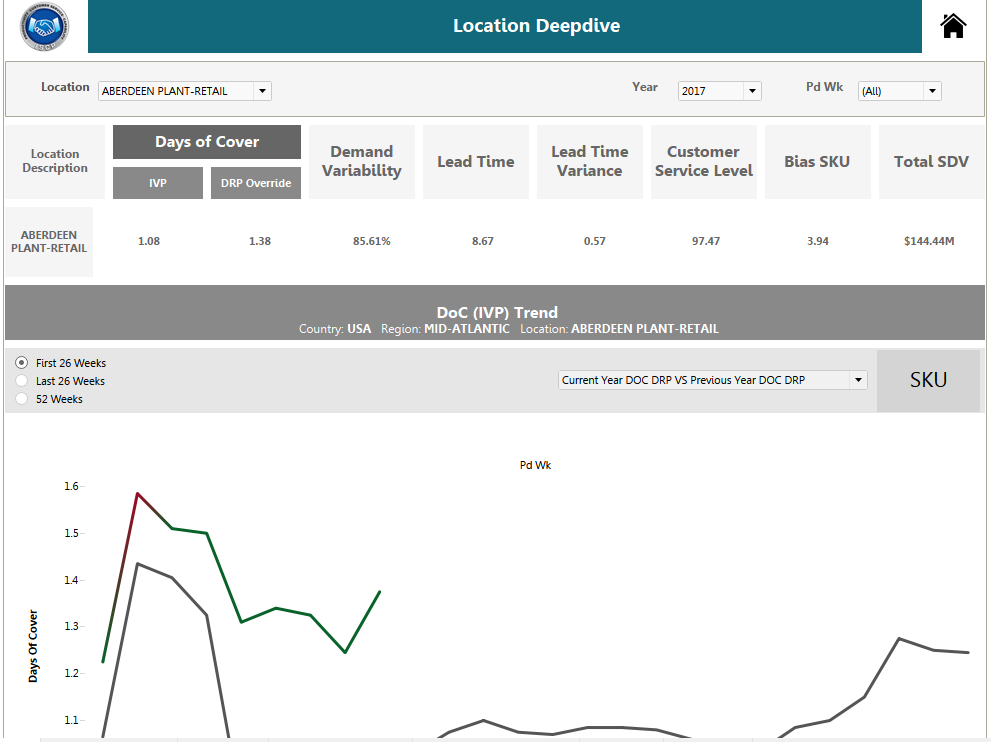 Location Deepdive
Location ABERDEEN PLANT-RETAIL Year 2017 Pd Wk (All)
Location
Description
Days of Cover
IVP DRP Override
Demand
Variability
Lead Time
Lead Time
Variance
Customer
Service Level
Bias SKU
Total SDV
ABERDEEN
PLANT-RETAIL
1.08 1.38 85.61% 8.67 0.57 97.47 3.94 $144.44M
DoC (IVP) Trend
Country: USA Region: MID-ATLANTIC Location: ABERDEEN PLANT-RETAIL
First 26 Weeks
Last 26 Weeks
52 Weeks
Current Year DOC DRP VS Previous Year DOC DRP
SKU
Pd Wk
1.6
1.5
1.4
1.3
1.2
1.1
Days Of Cover